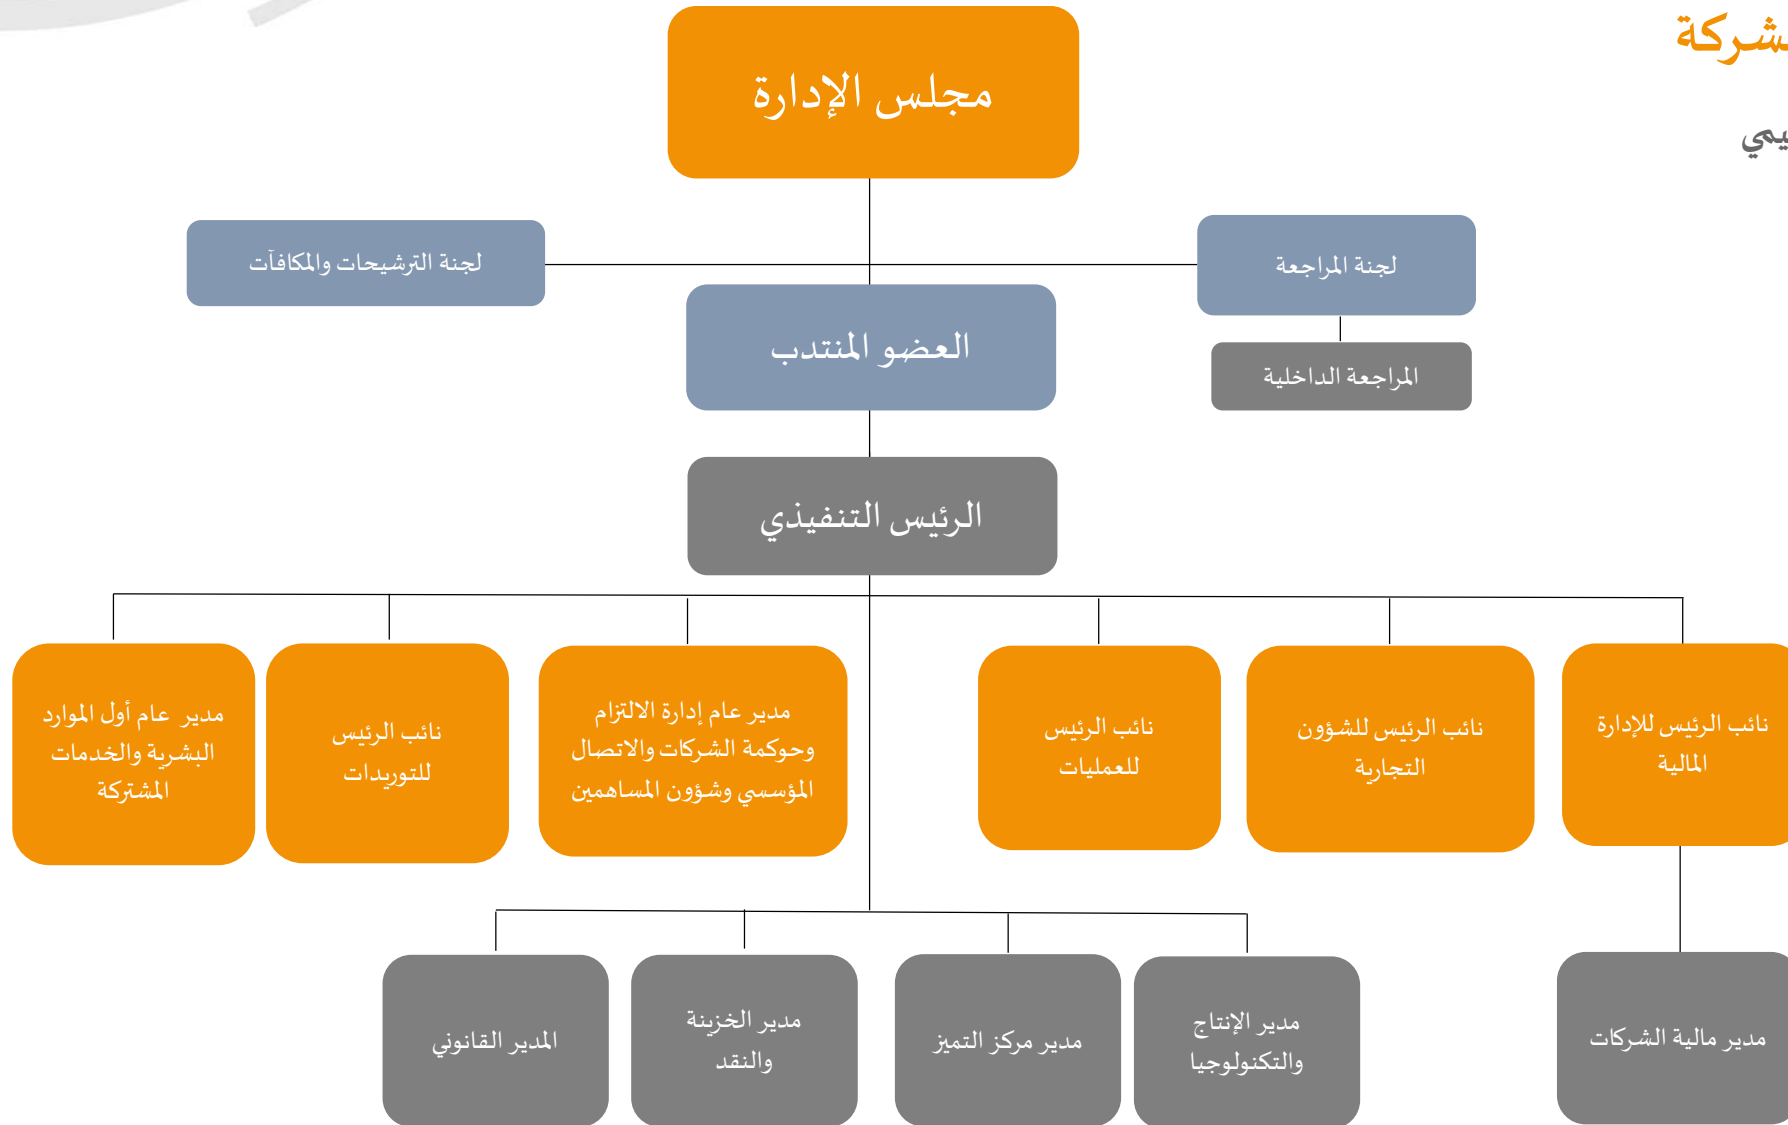 مجلس الإدارة
لجنة المراجعة
لجنة الترشيحات والمكافآت
العضو المنتدب
المراجعة الداخلية
الرئيس التنفيذي
نائب الرئيس للإدارة
المالية
نائب الرئيس للشؤون
التجارية
نائب الرئيس
للعمليات
مدير عام إدارة الالتزام
وحوكمة الشركات والاتصال
المؤسسي وشؤون المساهمين
نائب الرئيس
للتوريدات
مدير عام أول الموارد
البشرية والخدمات
المشتركة
مدير مالية الشركات
مدير الإنتاج
والتكنولوجيا
مدير مركز التميز
مدير الخزينة
والنقد
المدير القانوني